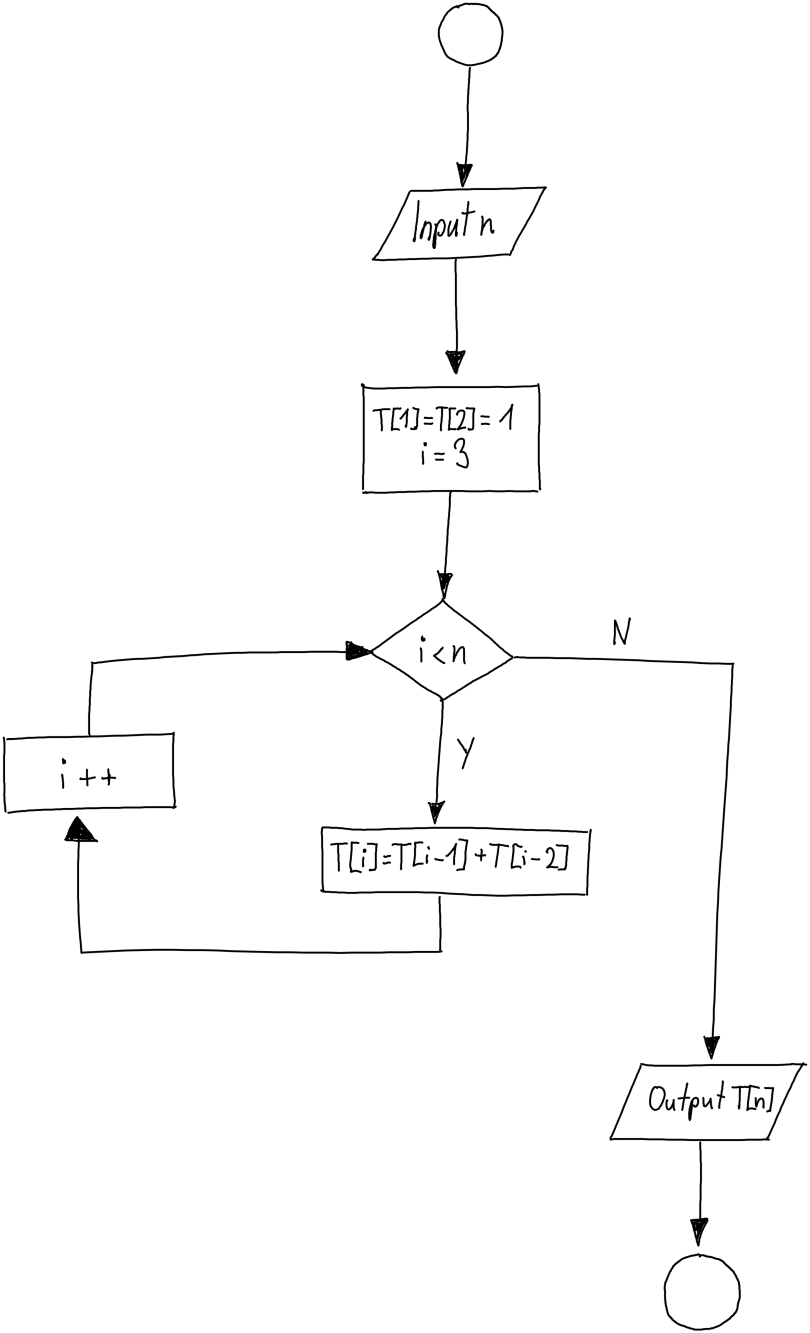 Input n
T[1]=T[2]=1
i=3
i<n
N
Y
i++
T[i]=T[i-1]+T[i-2]
Output T[n]